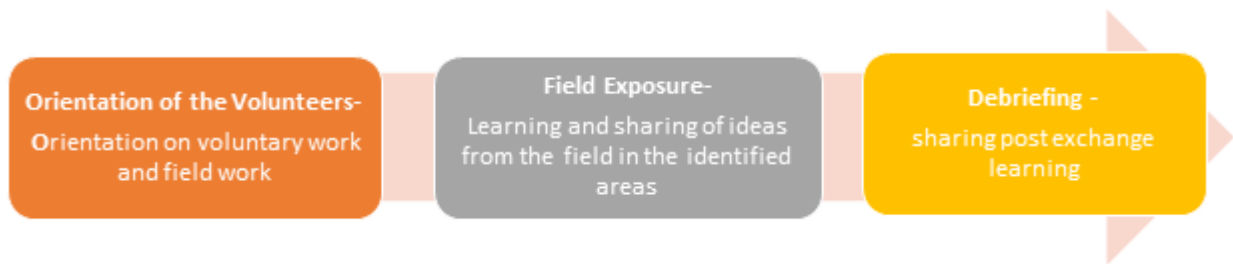 Orientation of the Volunteers-
Orientation on voluntary work
and field work
Field Exposure-
Learning and sharing of ideas
from the field in the identified
areas
Debriefing -
sharing post exchange
learning